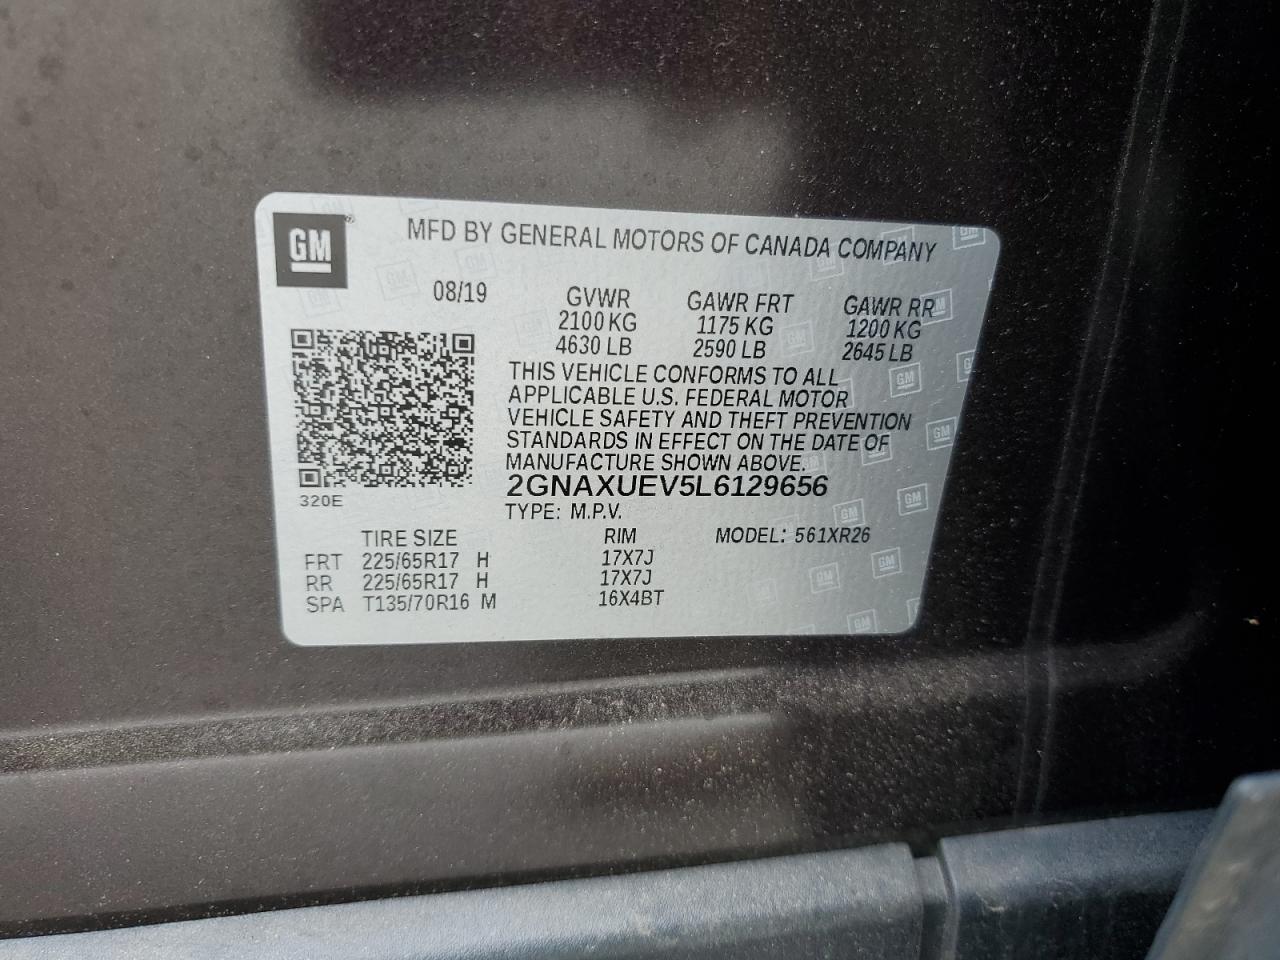 GM
MFD BY GENERAL MOTORS OF CANADA COMPANY
08/19 GVWR GAWR FRT GAWR RR
2100 KG 1175 KG 1200 KG
4630 LB 2590 LB 2645 LB
THIS VEHICLE CONFORMS TO ALL
APPLICABLE U.S. FEDERAL MOTOR
VEHICLE SAFETY AND THEFT PREVENTION
STANDARDS IN EFFECT ON THE DATE OF
MANUFACTURE SHOWN ABOVE.
320E 2GNAXUEV5L6129656
TYPE: M.P.V.
TIRE SIZE RIM MODEL: 561XR26
FRT 225/65R17 H 17X7J
RR 225/65R17 H 17X7J
SPA T135/70R16 M 16X4BT